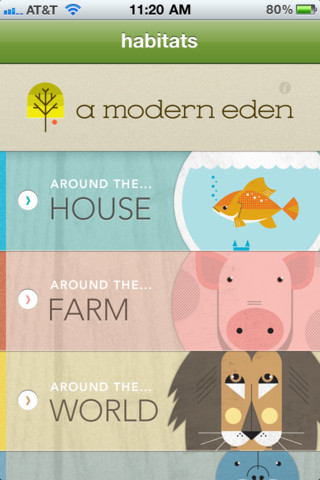 AT&T 11:20 AM 80%
habitats
a modern eden
i
AROUND THE...
HOUSE
AROUND THE...
FARM
AROUND THE...
WORLD